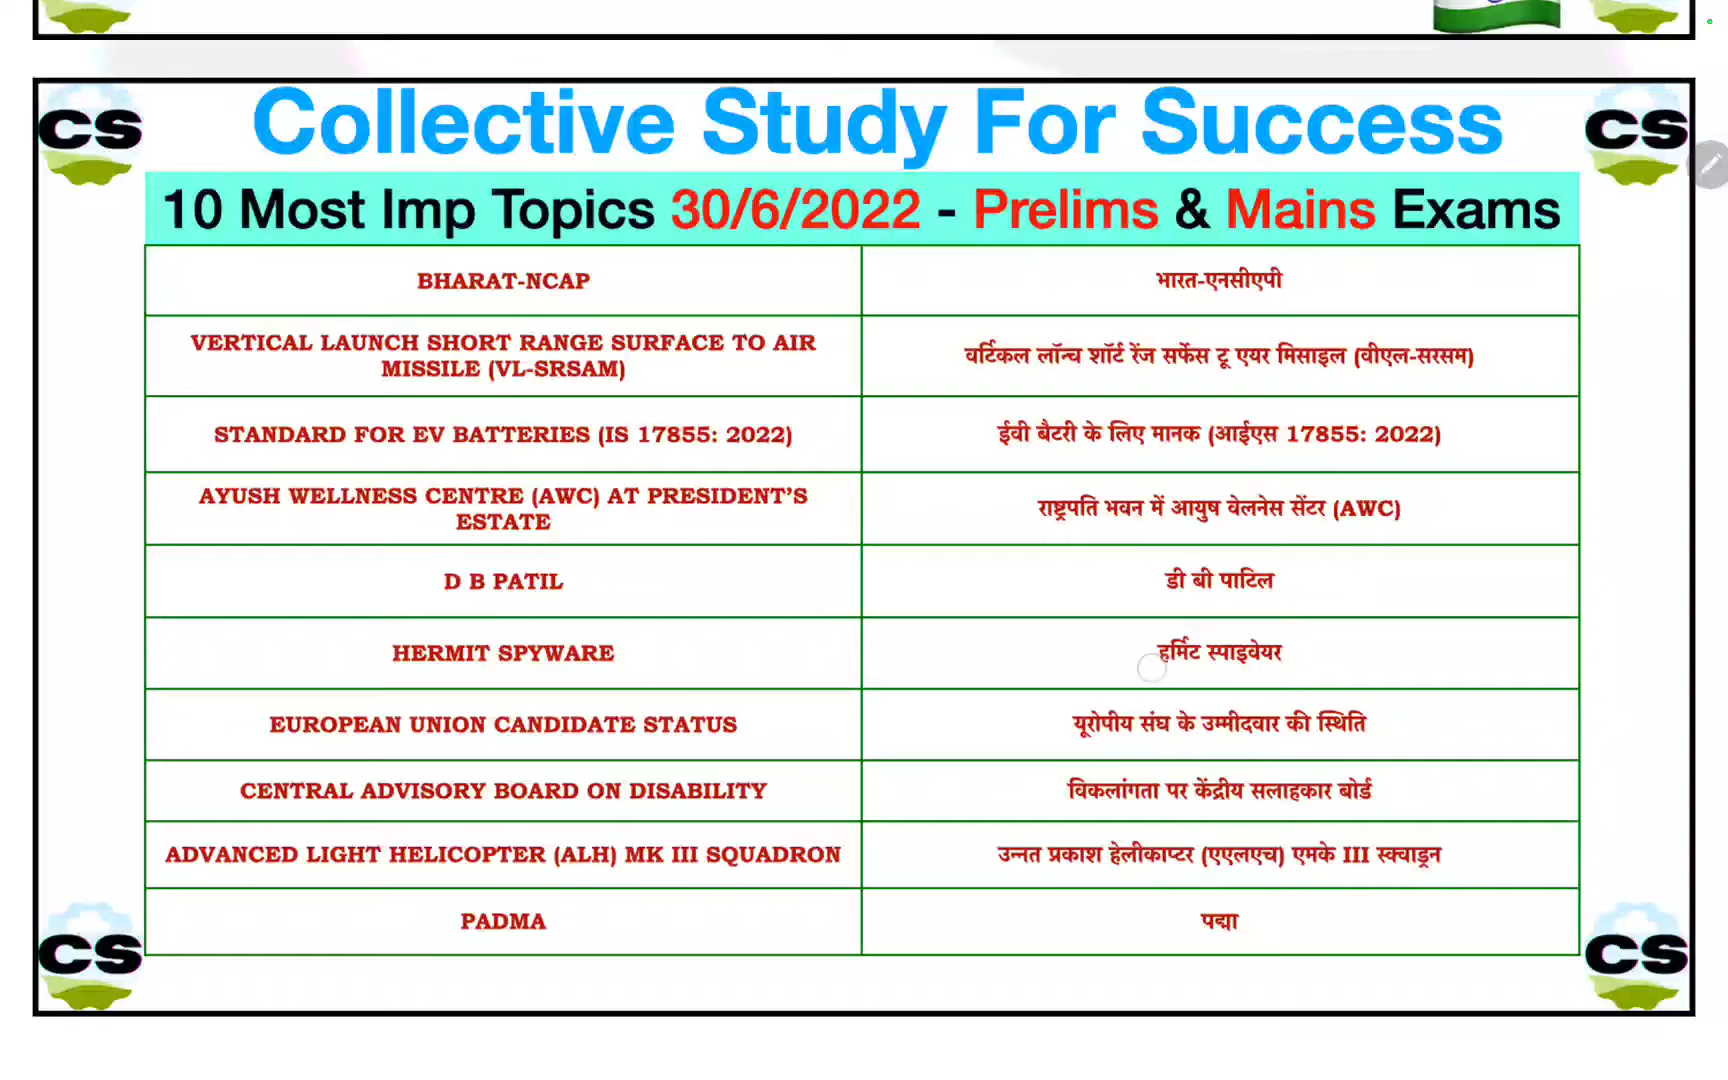 CS
CS
Collective Study For Success
10 Most Imp Topics 30/6/2022 - Prelims & Mains Exams
BHARAT-NCAP
भारत-एनसीएपी
VERTICAL LAUNCH SHORT RANGE SURFACE TO AIR
MISSILE (VL-SRSAM)
वर्टिकल लॉन्च शॉर्ट रेंज सर्फेस टू एयर मिसाइल (वीएल-सरसम)
STANDARD FOR EV BATTERIES (IS 17855: 2022)
ईवी बैटरी के लिए मानक (आईएस 17855: 2022)
AYUSH WELLNESS CENTRE (AWC) AT PRESIDENT’S
ESTATE
राष्ट्रपति भवन में आयुष वेलनेस सेंटर (AWC)
D B PATIL
डी बी पाटिल
HERMIT SPYWARE
हर्मिट स्पाइवेयर
EUROPEAN UNION CANDIDATE STATUS
यूरोपीय संघ के उम्मीदवार की स्थिति
CENTRAL ADVISORY BOARD ON DISABILITY
विकलांगता पर केंद्रीय सलाहकार बोर्ड
ADVANCED LIGHT HELICOPTER (ALH) MK III SQUADRON
उन्नत प्रकाश हेलीकाप्टर (एएलएच) एमके III स्क्वाड्रन
PADMA
पद्मा
CS
CS